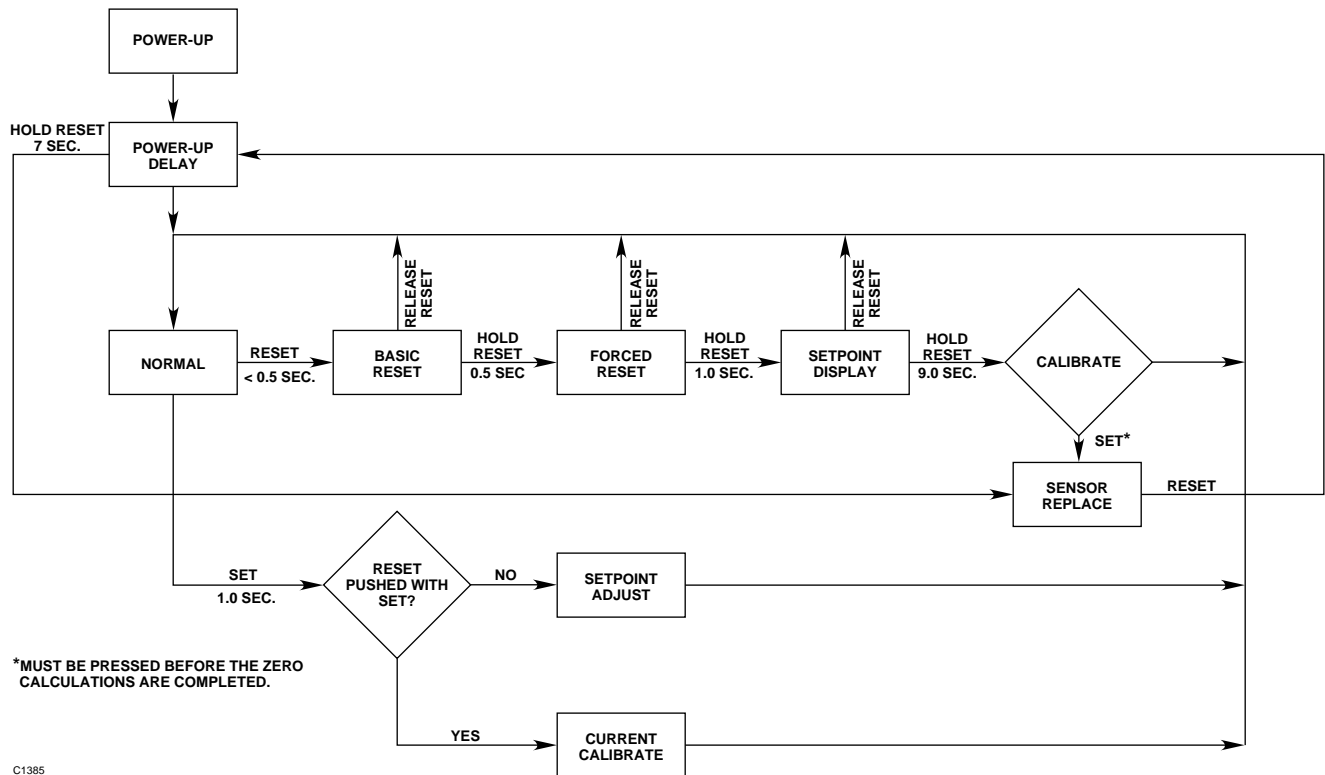 POWER-UP
HOLD RESET
7 SEC.
POWER-UP
DELAY
RELEASE
RESET
RELEASE
RESET
RELEASE
RESET
NORMAL
RESET
< 0.5 SEC.
BASIC
RESET
HOLD
RESET
0.5 SEC
FORCED
RESET
HOLD
RESET
1.0 SEC.
SETPOINT
DISPLAY
HOLD
RESET
9.0 SEC.
CALIBRATE
SET*
SENSOR
REPLACE
RESET
SET
1.0 SEC.
RESET
PUSHED WITH
SET?
NO
SETPOINT
ADJUST
*MUST BE PRESSED BEFORE THE ZERO
CALCULATIONS ARE COMPLETED.
YES
CURRENT
CALIBRATE
C1385